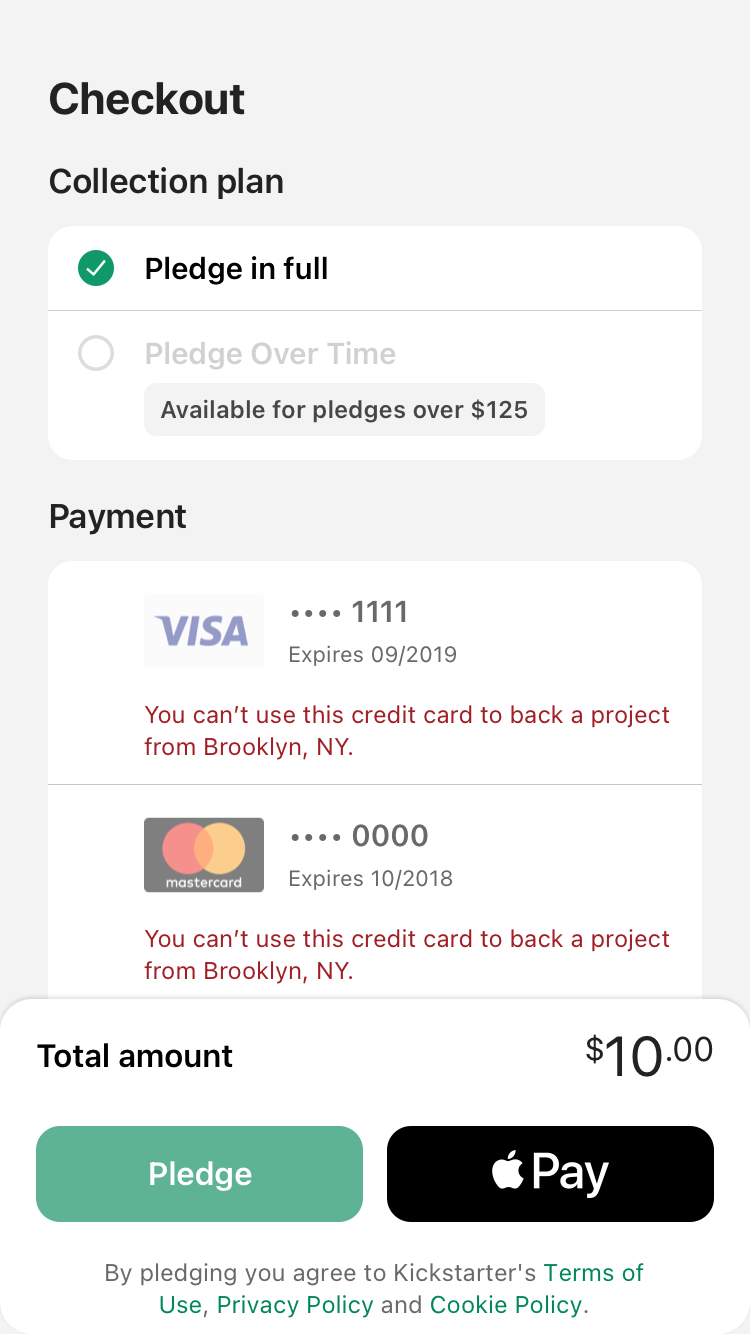 Checkout
Collection plan
Pledge in full
Pledge Over Time
Available for pledges over $125
Payment
VISA
•••• 1111
Expires 09/2019
You can’t use this credit card to back a project
from Brooklyn, NY.
mastercard
•••• 0000
Expires 10/2018
You can’t use this credit card to back a project
from Brooklyn, NY.
Total amount
$10.00
Pledge
Pay
By pledging you agree to Kickstarter's Terms of
Use, Privacy Policy and Cookie Policy.